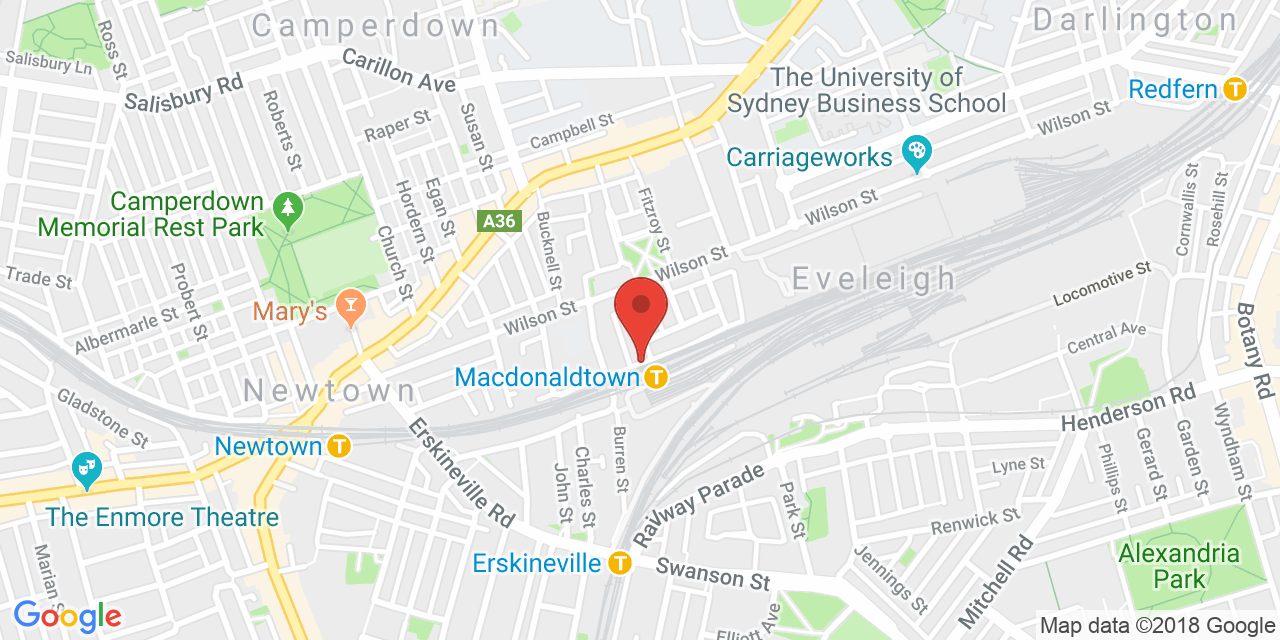 Camperdown
Darlington
Ross St
Salisbury Ln
Carillon Ave
Salisbury Rd
The University of
Sydney Business School
Redfern
T
Roberts St
Raper St
Susan St
Campbell St
Wilson St
Carriageworks
Camperdown
Memorial Rest Park
Hordern St
Egan St
A36
Bucknell St
Fitzroy St
Wilson St
Cornwallis St
Rosehill St
Church St
Trade St
Probert St
Wilson St
Eveleigh
Locomotive St
Mary's
Albermarle St
Wilson St
Central Ave
Botany Rd
Macdonaldtown
T
Newtown
Gladstone St
Henderson Rd
Newtown
T
Erskineville Rd
Burren St
Charles St
John St
Railway Parade
Park St
Lyne St
Phillips St
Gerard St
Garden St
Wyndham St
The Enmore Theatre
Renwick St
Marian St
Erskineville
T
Swanson St
Jennings St
Mitchell Rd
Alexandria
Park
Elliott Ave
Google
Map data ©2018 Google